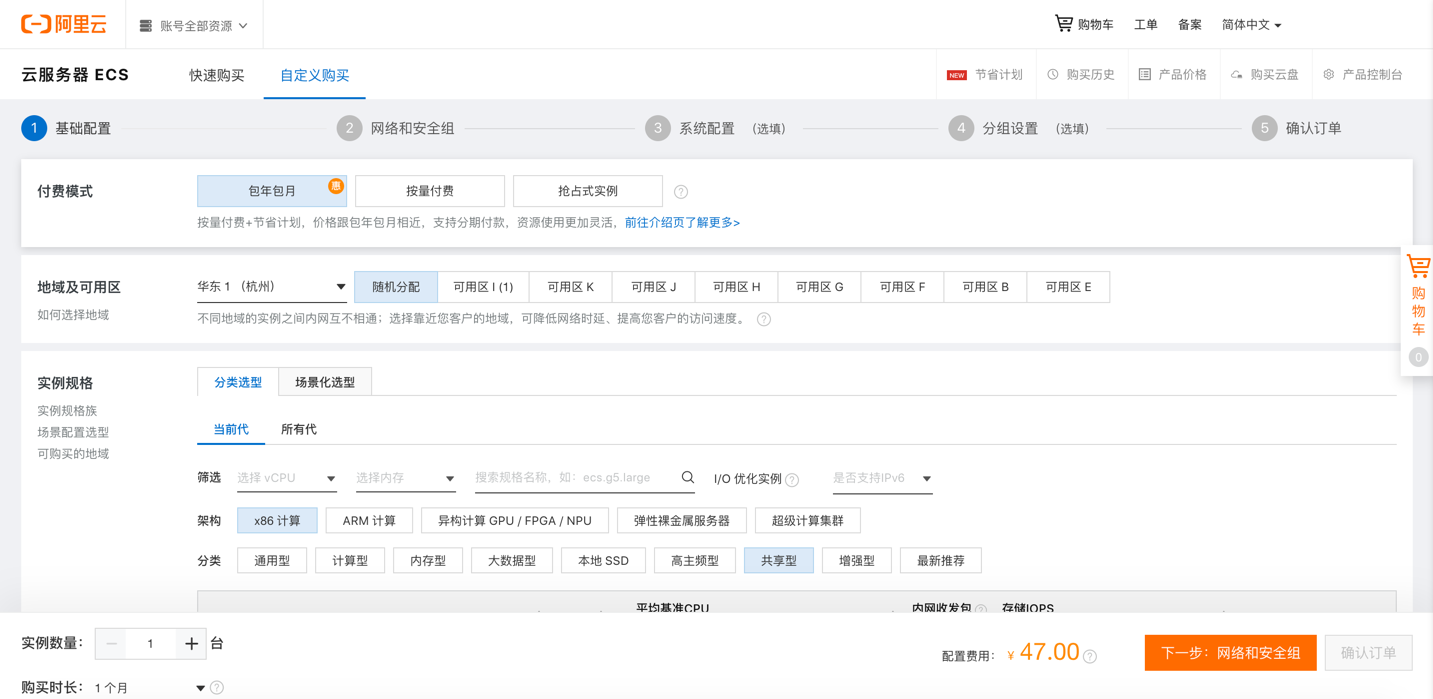 阿里云 账号全部资源 购物车 工单 备案 简体中文
云服务器 ECS 快速购买 自定义购买 NEW 节省计划 购买历史 产品价格 购买云盘 产品控制台
1 基础配置 2 网络和安全组 3 系统配置 (选填) 4 分组设置 (选填) 5 确认订单
付费模式 包年包月 惠 按量付费 抢占式实例 ?
按量付费+节省计划，价格跟包年包月相近，支持分期付款，资源使用更加灵活，前往介绍页了解更多>
地域及可用区 华东 1 (杭州) 随机分配 可用区 I (1) 可用区 K 可用区 J 可用区 H 可用区 G 可用区 F 可用区 B 可用区 E
如何选择地域 不同地域的实例之间内网互不相通；选择靠近您客户的地域，可降低网络时延、提高您客户的访问速度。 ?
购
物
车
0
实例规格 分类选型 场景化选型
实例规格族
场景配置选型 当前代 所有代
可购买的地域
筛选 选择 vCPU 选择内存 搜索规格名称，如：ecs.g5.large I/O 优化实例 ? 是否支持IPv6
架构 x86 计算 ARM 计算 异构计算 GPU / FPGA / NPU 弹性裸金属服务器 超级计算集群
分类 通用型 计算型 内存型 大数据型 本地 SSD 高主频型 共享型 增强型 最新推荐
平均基准CPU 内网收发包 ? 存储IOPS
实例数量： 1 台 配置费用： ¥ 47.00 ? 下一步：网络和安全组 确认订单
购买时长： 1 个月 ?